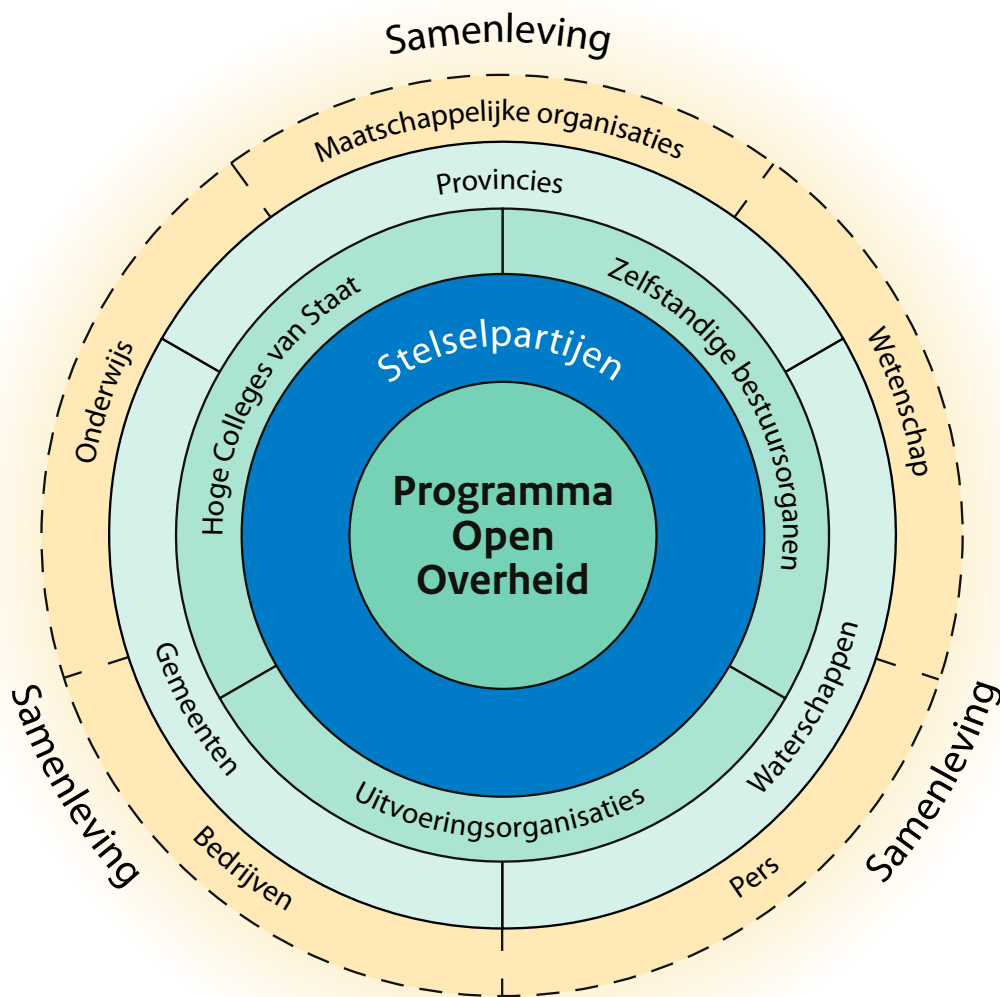 Samenleving
Maatschappelijke organisaties
Provincies
Zelfstandige bestuursorganen
Hoge Colleges van Staat
Stelselpartijen
Onderwijs
Wetenschap
Programma
Open
Overheid
Gemeenten
Waterschappen
Uitvoeringsorganisaties
Samenleving
Samenleving
Bedrijven
Pers